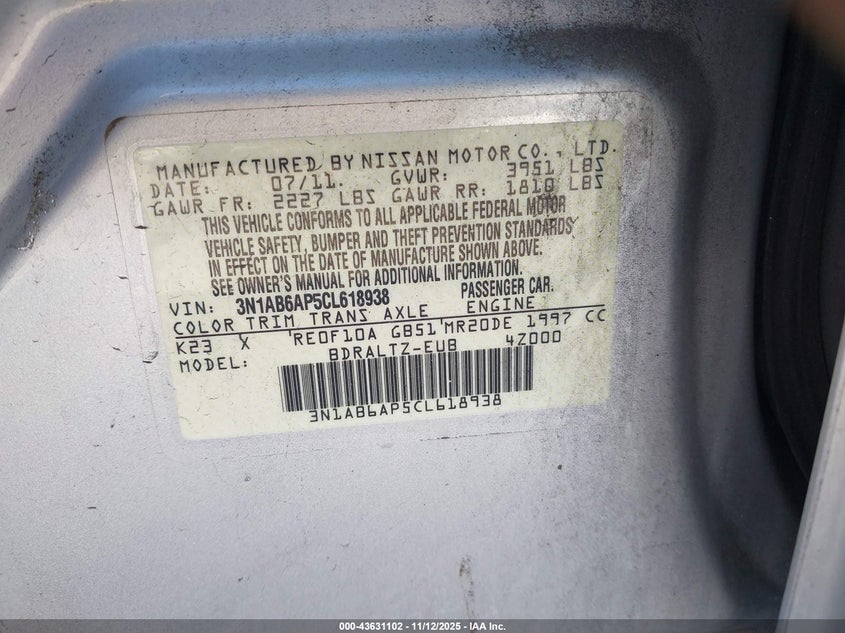 MANUFACTURED BY NISSAN MOTOR CO., LTD.
DATE: 07/11. GVWR: 3951 LBS
GAWR FR: 2227 LBS GAWR RR: 1810 LBS
THIS VEHICLE CONFORMS TO ALL APPLICABLE FEDERAL MOTOR
VEHICLE SAFETY, BUMPER AND THEFT PREVENTION STANDARDS
IN EFFECT ON THE DATE OF MANUFACTURE SHOWN ABOVE.
SEE OWNER'S MANUAL FOR ADDITIONAL INFORMATION.
VIN: 3N1AB6AP5CL618938 PASSENGER CAR.
COLOR TRIM TRANS AXLE ENGINE
K23 X RE0F10A GB51 MR20DE 1997 CC
MODEL: BDRALTZ-EUB 4Z000
3N1AB6AP5CL618938
000-43631102 - 11/12/2025 - IAA Inc.